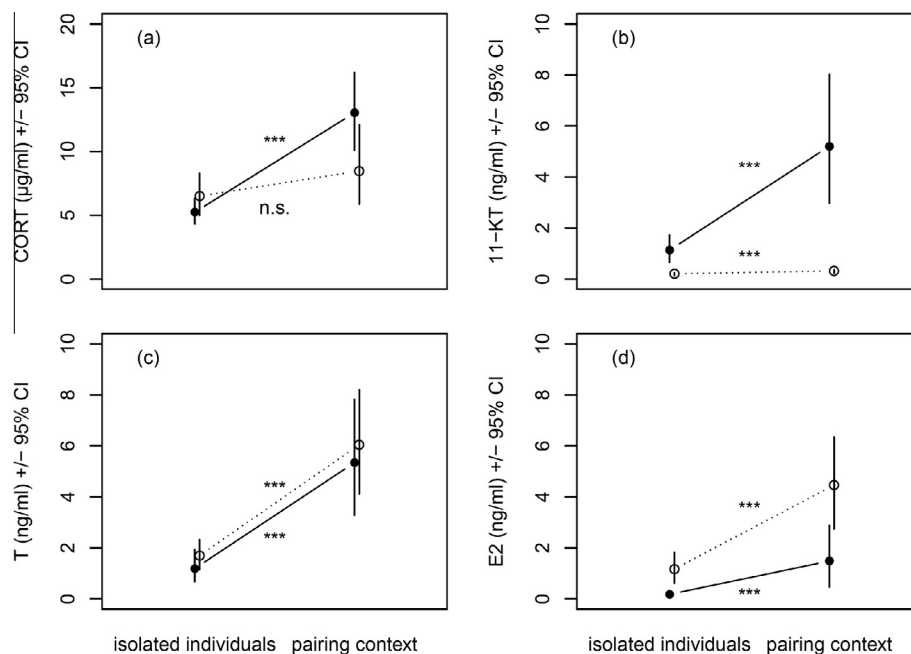 (a)
CORT (µg/ml) +/− 95% CI
20
15
10
5
0
***
n.s.
(b)
11−KT (ng/ml) +/− 95% CI
10
8
6
4
2
0
***
***
(c)
T (ng/ml) +/− 95% CI
10
8
6
4
2
0
***
***
(d)
E2 (ng/ml) +/− 95% CI
10
8
6
4
2
0
***
***
isolated individuals pairing context
isolated individuals pairing context